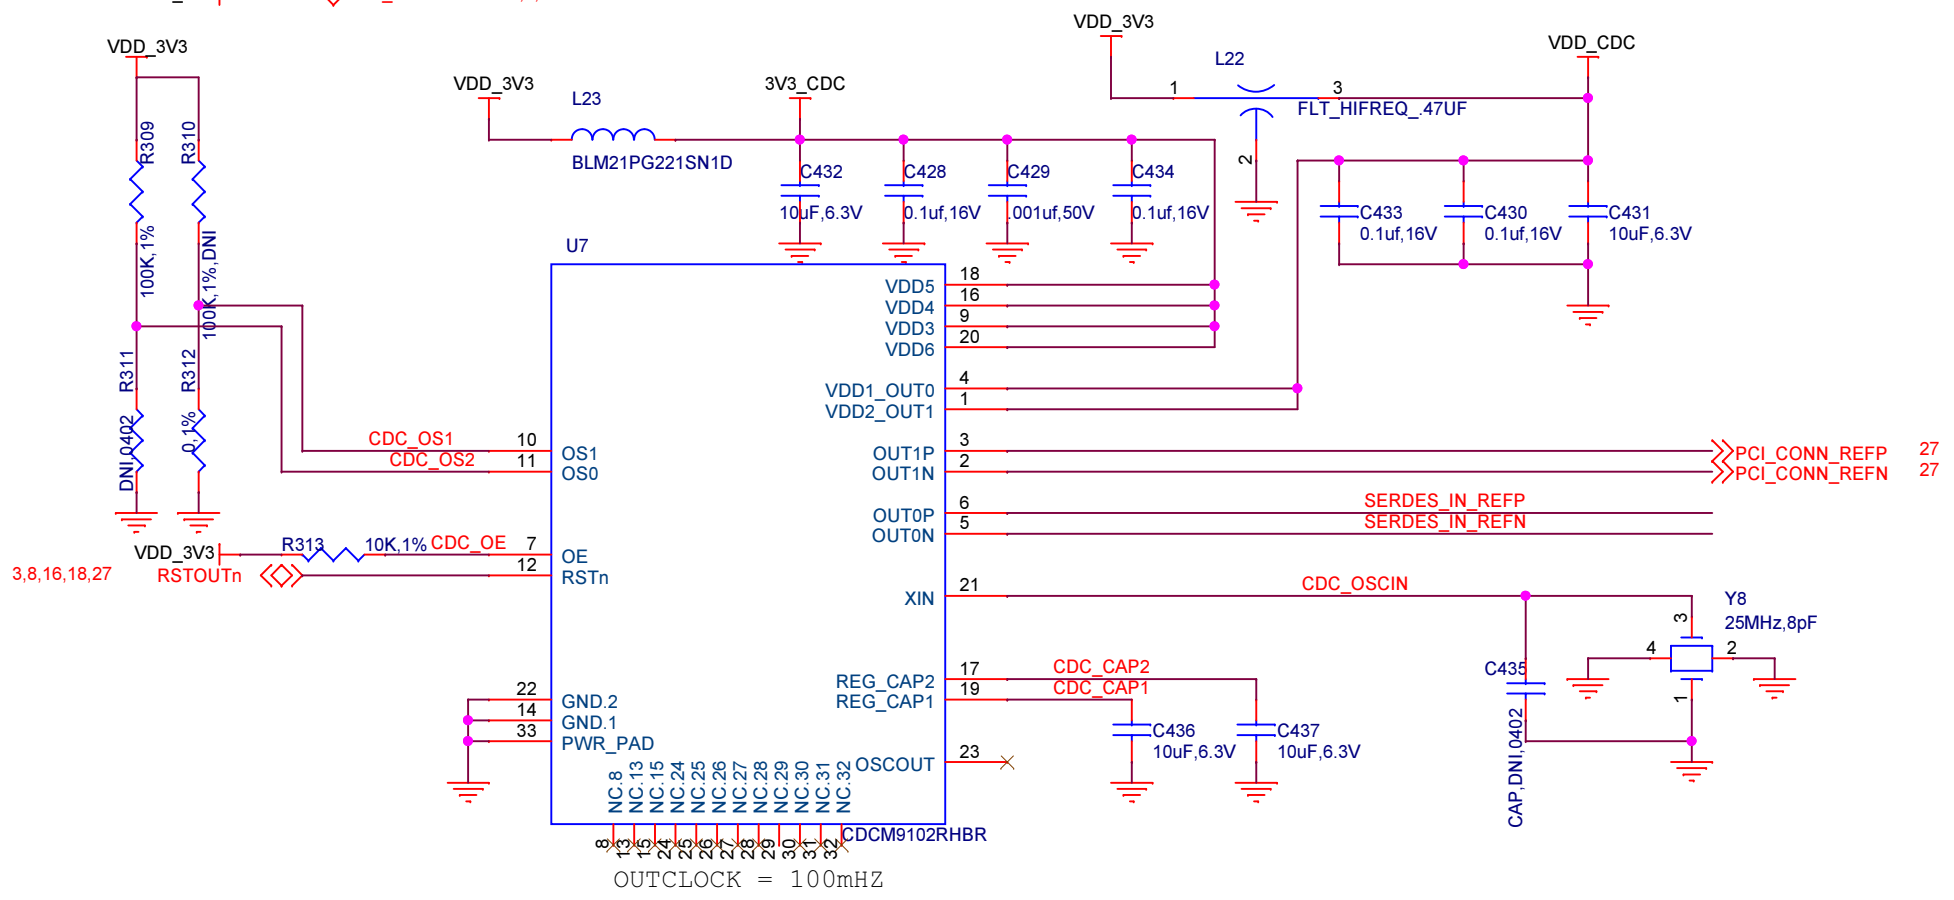 VDD_3V3
VDD_3V3
VDD_CDC
L22
VDD_3V3
3V3_CDC
L23
1
3
FLT_HIFREQ_.47UF
R309
R310
BLM21PG221SN1D
2
C432
10uF,6.3V
C428
0.1uf,16V
C429
.001uf,50V
C434
0.1uf,16V
C433
0.1uf,16V
C430
0.1uf,16V
C431
10uF,6.3V
100K,1%
100K,1%,DNI
U7
18
VDD5
16
VDD4
9
VDD3
20
VDD6
R311
R312
4
VDD1_OUT0
1
VDD2_OUT1
DNI,0402
0,1%
CDC_OS1
10
OS1
CDC_OS2
11
OS0
3
OUT1P
PCI_CONN_REFP
27
2
OUT1N
PCI_CONN_REFN
27
6
OUT0P
SERDES_IN_REFP
5
OUT0N
SERDES_IN_REFN
VDD_3V3
R313
10K,1%
CDC_OE
7
OE
3,8,16,18,27
RSTOUTn
12
RSTn
21
XIN
CDC_OSCIN
Y8
25MHz,8pF
3
4
2
1
C435
CAP,DNI,0402
17
REG_CAP2
CDC_CAP2
19
REG_CAP1
CDC_CAP1
22
GND.2
14
GND.1
33
PWR_PAD
C436
10uF,6.3V
C437
10uF,6.3V
23
OSCOUT
NC.8
NC.13
NC.15
NC.24
NC.25
NC.26
NC.27
NC.28
NC.29
NC.30
NC.31
NC.32
8
13
15
24
25
26
27
28
29
30
31
32
CDCM9102RHBR
OUTCLOCK = 100mHZ